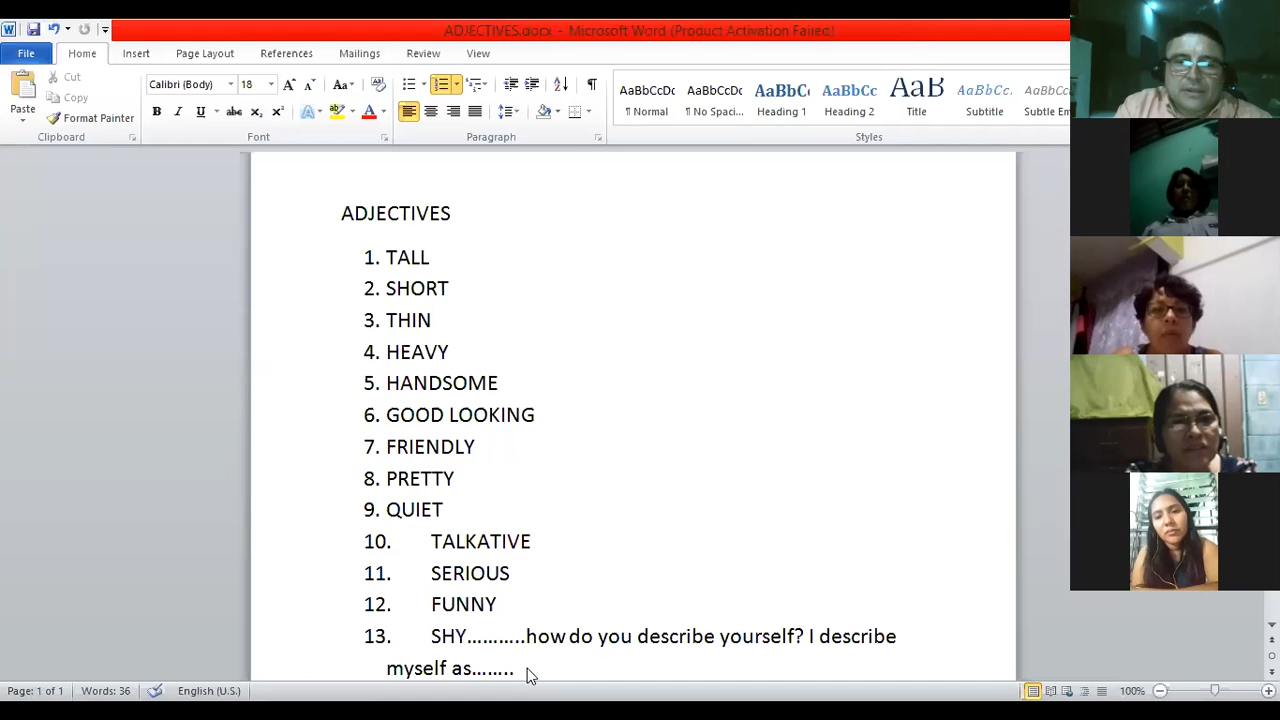 ADJECTIVES.docx - Microsoft Word (Product Activation Failed)
File Home Insert Page Layout References Mailings Review View
Cut
Copy
Paste
Format Painter
Calibri (Body) 18
AaBbCcDc AaBbCcDc AaBbCc AaBbCc AaB AaBbCc. AaBbCcD
¶ Normal ¶ No Spaci... Heading 1 Heading 2 Title Subtitle Subtle Em
Clipboard Font Paragraph Styles
ADJECTIVES
1. TALL
2. SHORT
3. THIN
4. HEAVY
5. HANDSOME
6. GOOD LOOKING
7. FRIENDLY
8. PRETTY
9. QUIET
10. TALKATIVE
11. SERIOUS
12. FUNNY
13. SHY...........how do you describe yourself? I describe
myself as........
Page: 1 of 1 Words: 36 English (U.S.) 100%